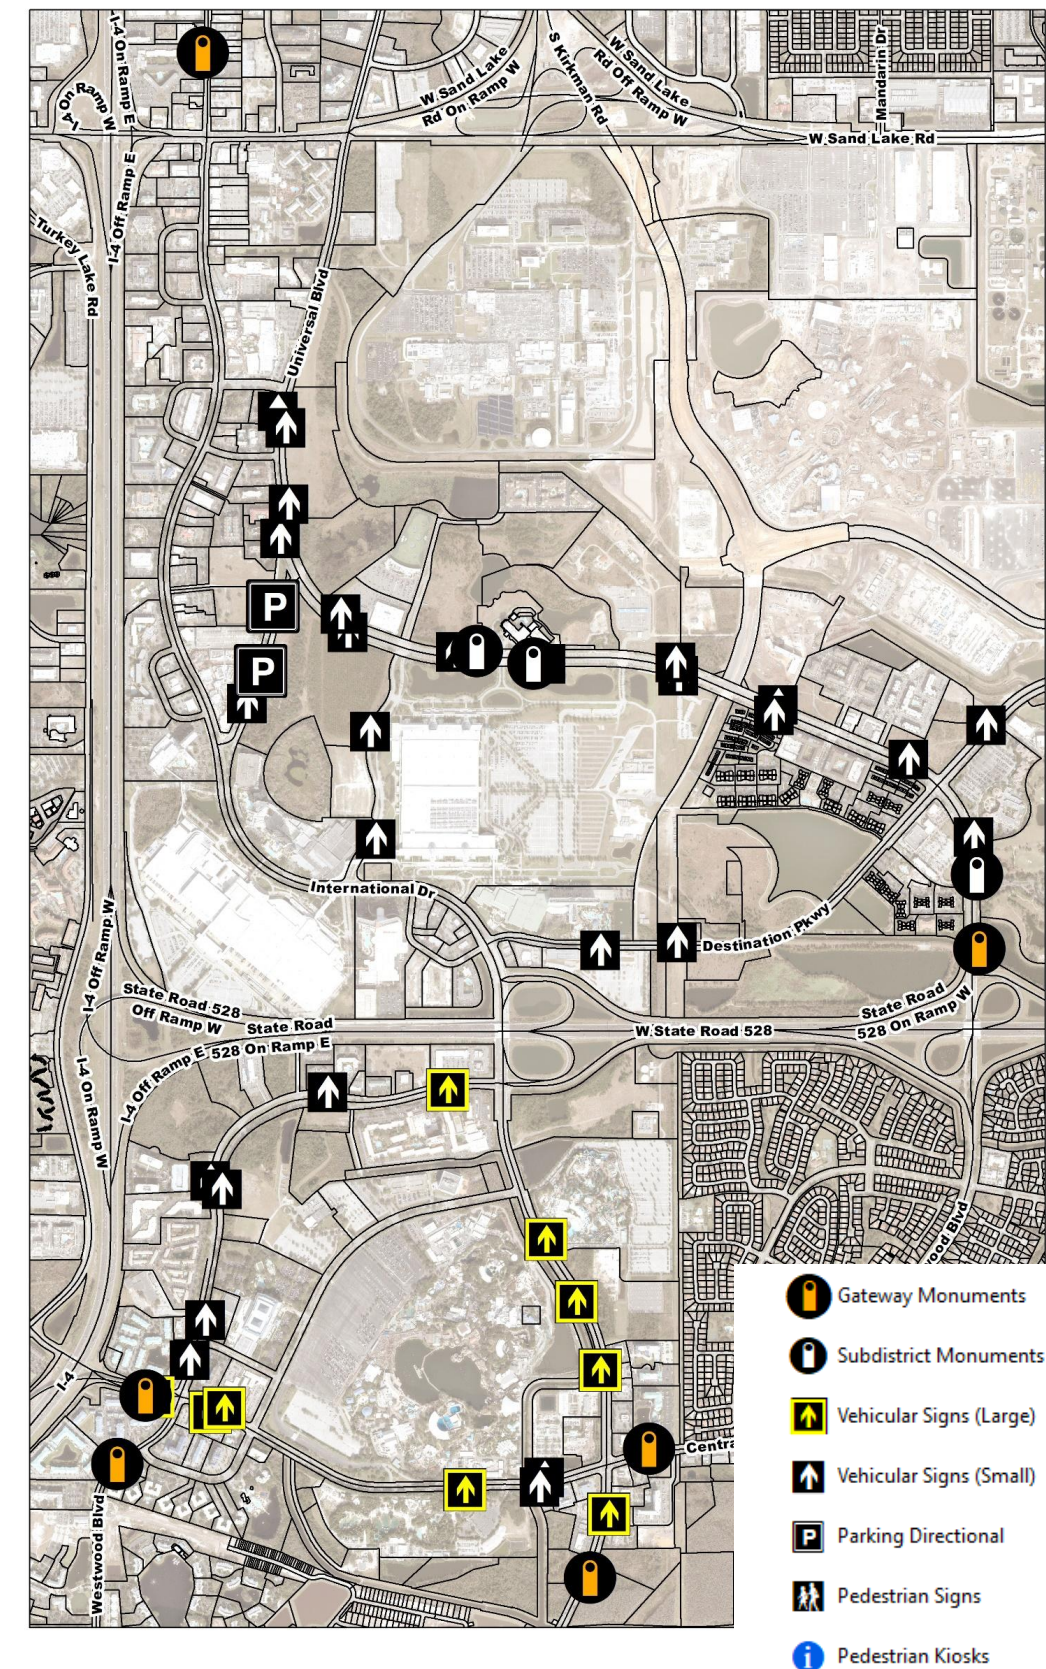 I-4 On Ramp E
I-4 On Ramp W
W Sand Lake
Rd On Ramp W
S Kirkman Rd
W Sand Lake
Rd Off Ramp W
Mandarin Dr
W Sand Lake Rd
I-4 Off Ramp E
Turkey Lake Rd
Universal Blvd
P
P
International Dr
Destination Pkwy
I-4 Off Ramp W
State Road 528
Off Ramp W
State Road
528 On Ramp E
W State Road 528
State Road
528 On Ramp W
I-4 Off Ramp E
I-4 On Ramp W
wood Blvd
I-4
Centra
Westwood Blvd
Gateway Monuments
Subdistrict Monuments
Vehicular Signs (Large)
Vehicular Signs (Small)
P Parking Directional
Pedestrian Signs
i Pedestrian Kiosks